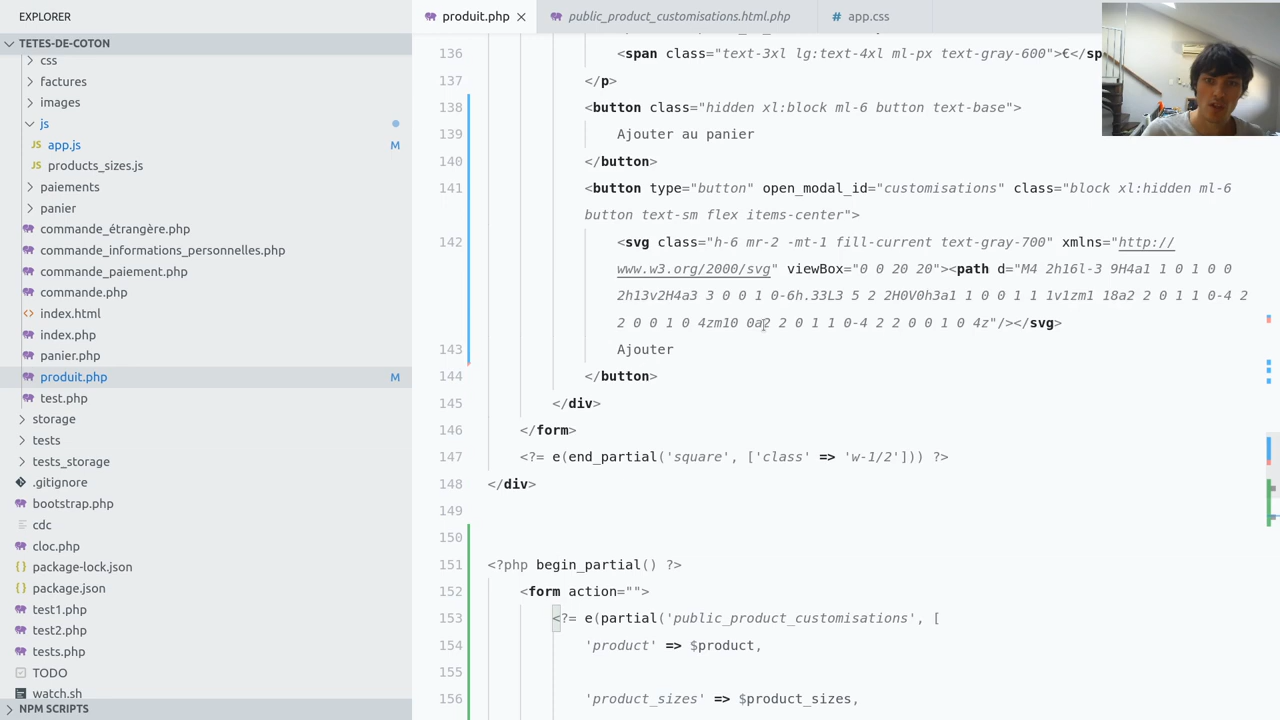 EXPLORER
produit.php
public_product_customisations.html.php
app.css
TETES-DE-COTON
css
factures
images
js
app.js M
products_sizes.js
paiements
panier
commande_étrangère.php
commande_informations_personnelles.php
commande_paiement.php
commande.php
index.html
index.php
panier.php
produit.php M
test.php
storage
tests
tests_storage
.gitignore
bootstrap.php
cdc
cloc.php
package-lock.json
package.json
test1.php
test2.php
tests.php
TODO
watch.sh
NPM SCRIPTS
136 <span class="text-3xl lg:text-4xl ml-px text-gray-600">€</sp
137 </p>
138 <button class="hidden xl:block ml-6 button text-base">
139 Ajouter au panier
140 </button>
141 <button type="button" open_modal_id="customisations" class="block xl:hidden ml-6
button text-sm flex items-center">
142 <svg class="h-6 mr-2 -mt-1 fill-current text-gray-700" xmlns="http://
www.w3.org/2000/svg" viewBox="0 0 20 20"><path d="M4 2h16l-3 9H4a1 1 0 1 0 0
2h13v2H4a3 3 0 0 1 0-6h.33L3 5 2 2H0V0h3a1 1 0 0 1 1 1v1zm1 18a2 2 0 1 1 0-4 2
2 0 0 1 0 4zm10 0a2 2 0 1 1 0-4 2 2 0 0 1 0 4z"/></svg>
143 Ajouter
144 </button>
145 </div>
146 </form>
147 <?= e(end_partial('square', ['class' => 'w-1/2'])) ?>
148 </div>
149
150
151 <?php begin_partial() ?>
152 <form action="">
153 <?= e(partial('public_product_customisations', [
154 'product' => $product,
155
156 'product_sizes' => $product_sizes,